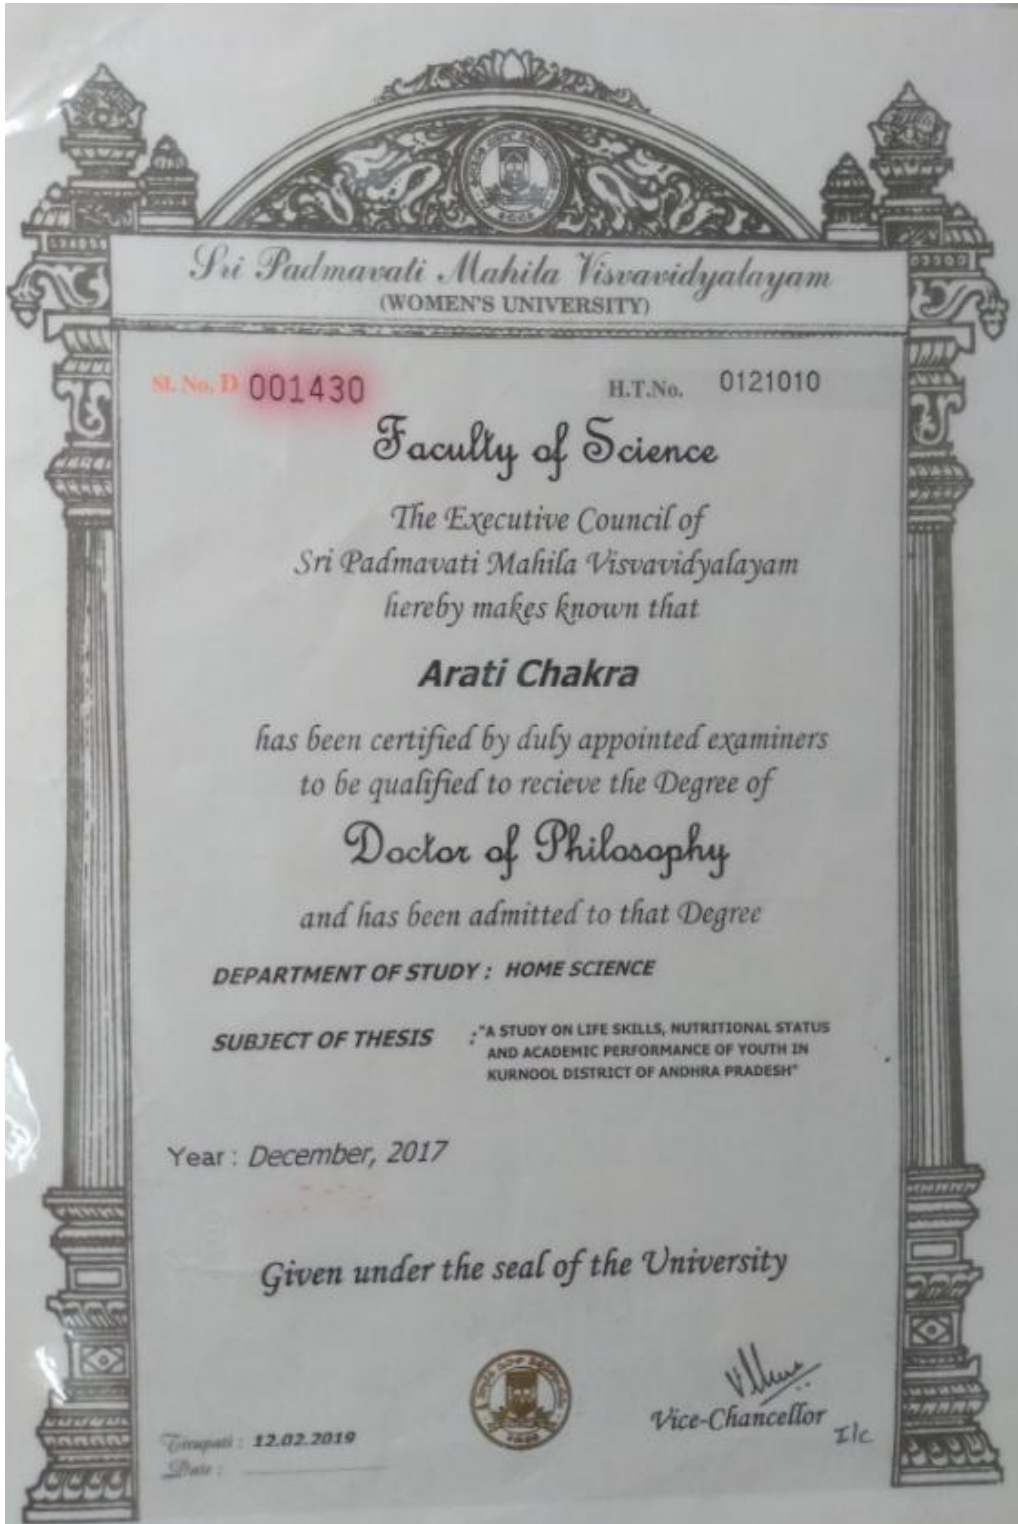 Sri Padmavati Mahila Visvavidyalayam
(WOMEN'S UNIVERSITY)
Sl. No. D 001430 H.T.No. 0121010
Faculty of Science
The Executive Council of
Sri Padmavati Mahila Visvavidyalayam
hereby makes known that
Arati Chakra
has been certified by duly appointed examiners
to be qualified to recieve the Degree of
Doctor of Philosophy
and has been admitted to that Degree
DEPARTMENT OF STUDY : HOME SCIENCE
SUBJECT OF THESIS : "A STUDY ON LIFE SKILLS, NUTRITIONAL STATUS
AND ACADEMIC PERFORMANCE OF YOUTH IN
KURNOOL DISTRICT OF ANDHRA PRADESH"
Year : December, 2017
Given under the seal of the University
Vice-Chancellor
I/c
Tirupati : 12.02.2019
Date :